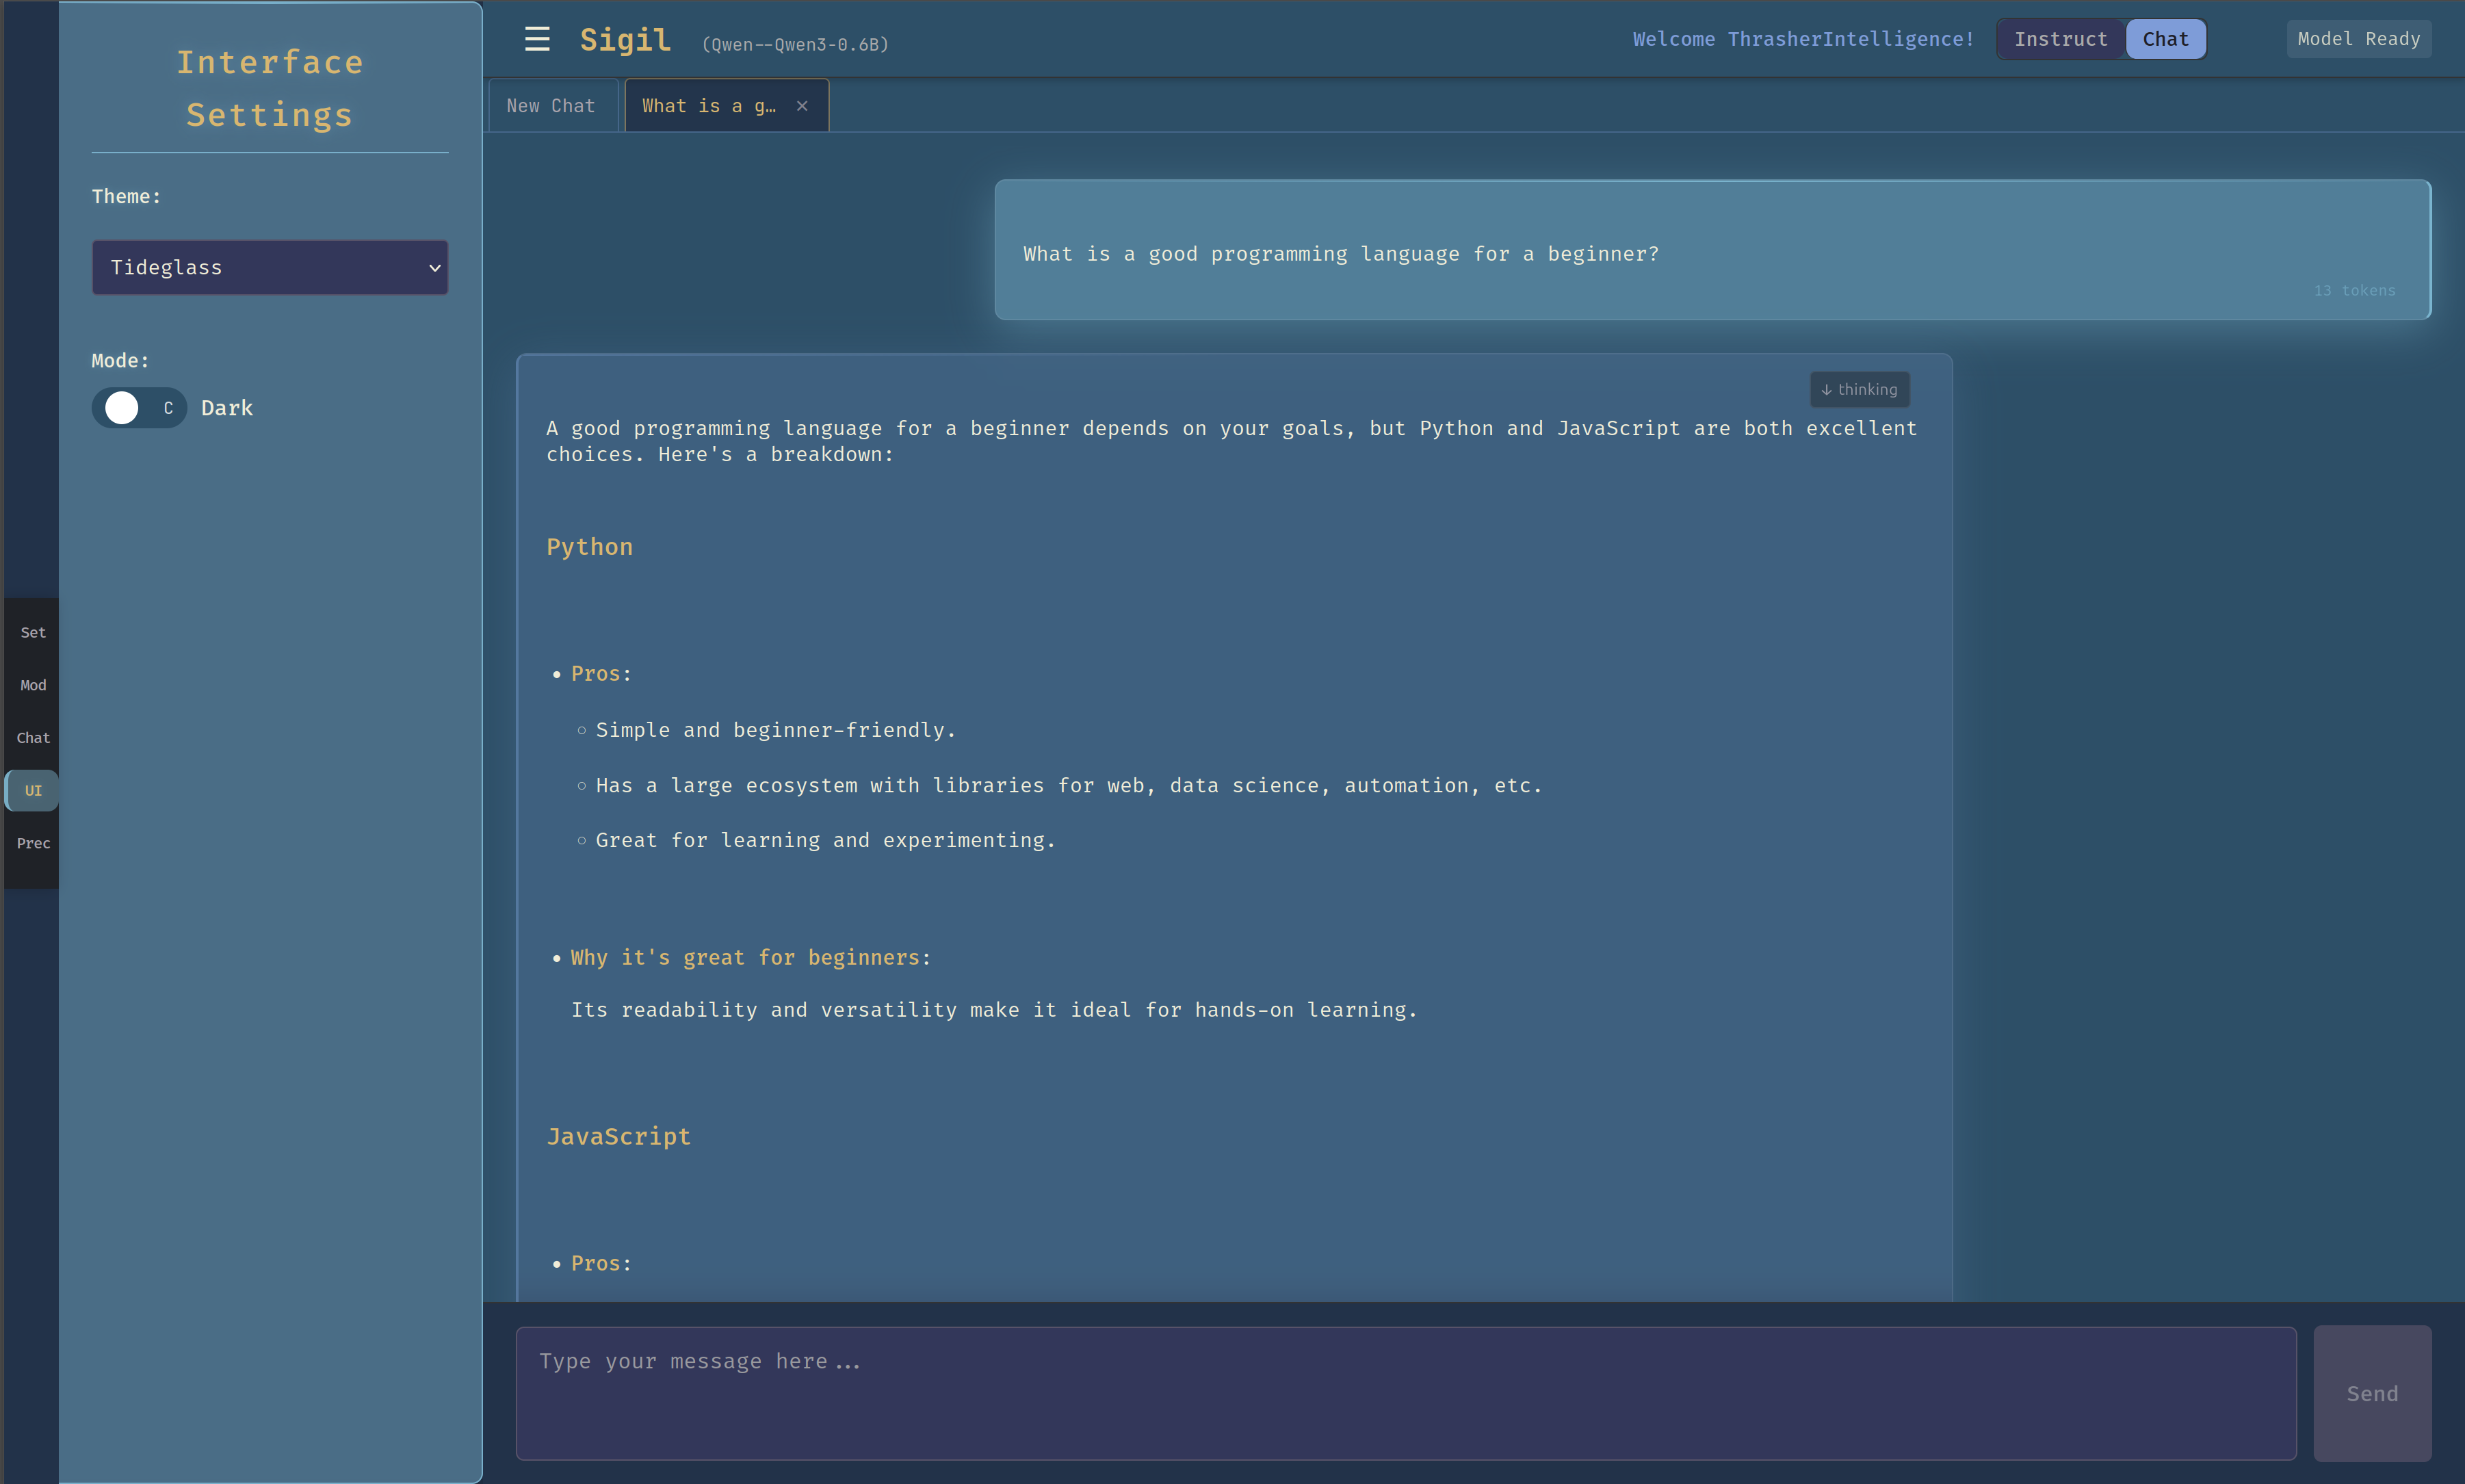 Interface
Settings
Theme:
Tideglass
Mode:
C Dark
Set
Mod
Chat
UI
Prec
☰ Sigil (Qwen--Qwen3-0.6B)
Welcome ThrasherIntelligence!
Instruct Chat
Model Ready
New Chat
What is a g… ×
What is a good programming language for a beginner?
13 tokens
↓ thinking
A good programming language for a beginner depends on your goals, but Python and JavaScript are both excellent
choices. Here's a breakdown:
Python
• Pros:
○ Simple and beginner-friendly.
○ Has a large ecosystem with libraries for web, data science, automation, etc.
○ Great for learning and experimenting.
• Why it's great for beginners:
Its readability and versatility make it ideal for hands-on learning.
JavaScript
• Pros:
Type your message here...
Send